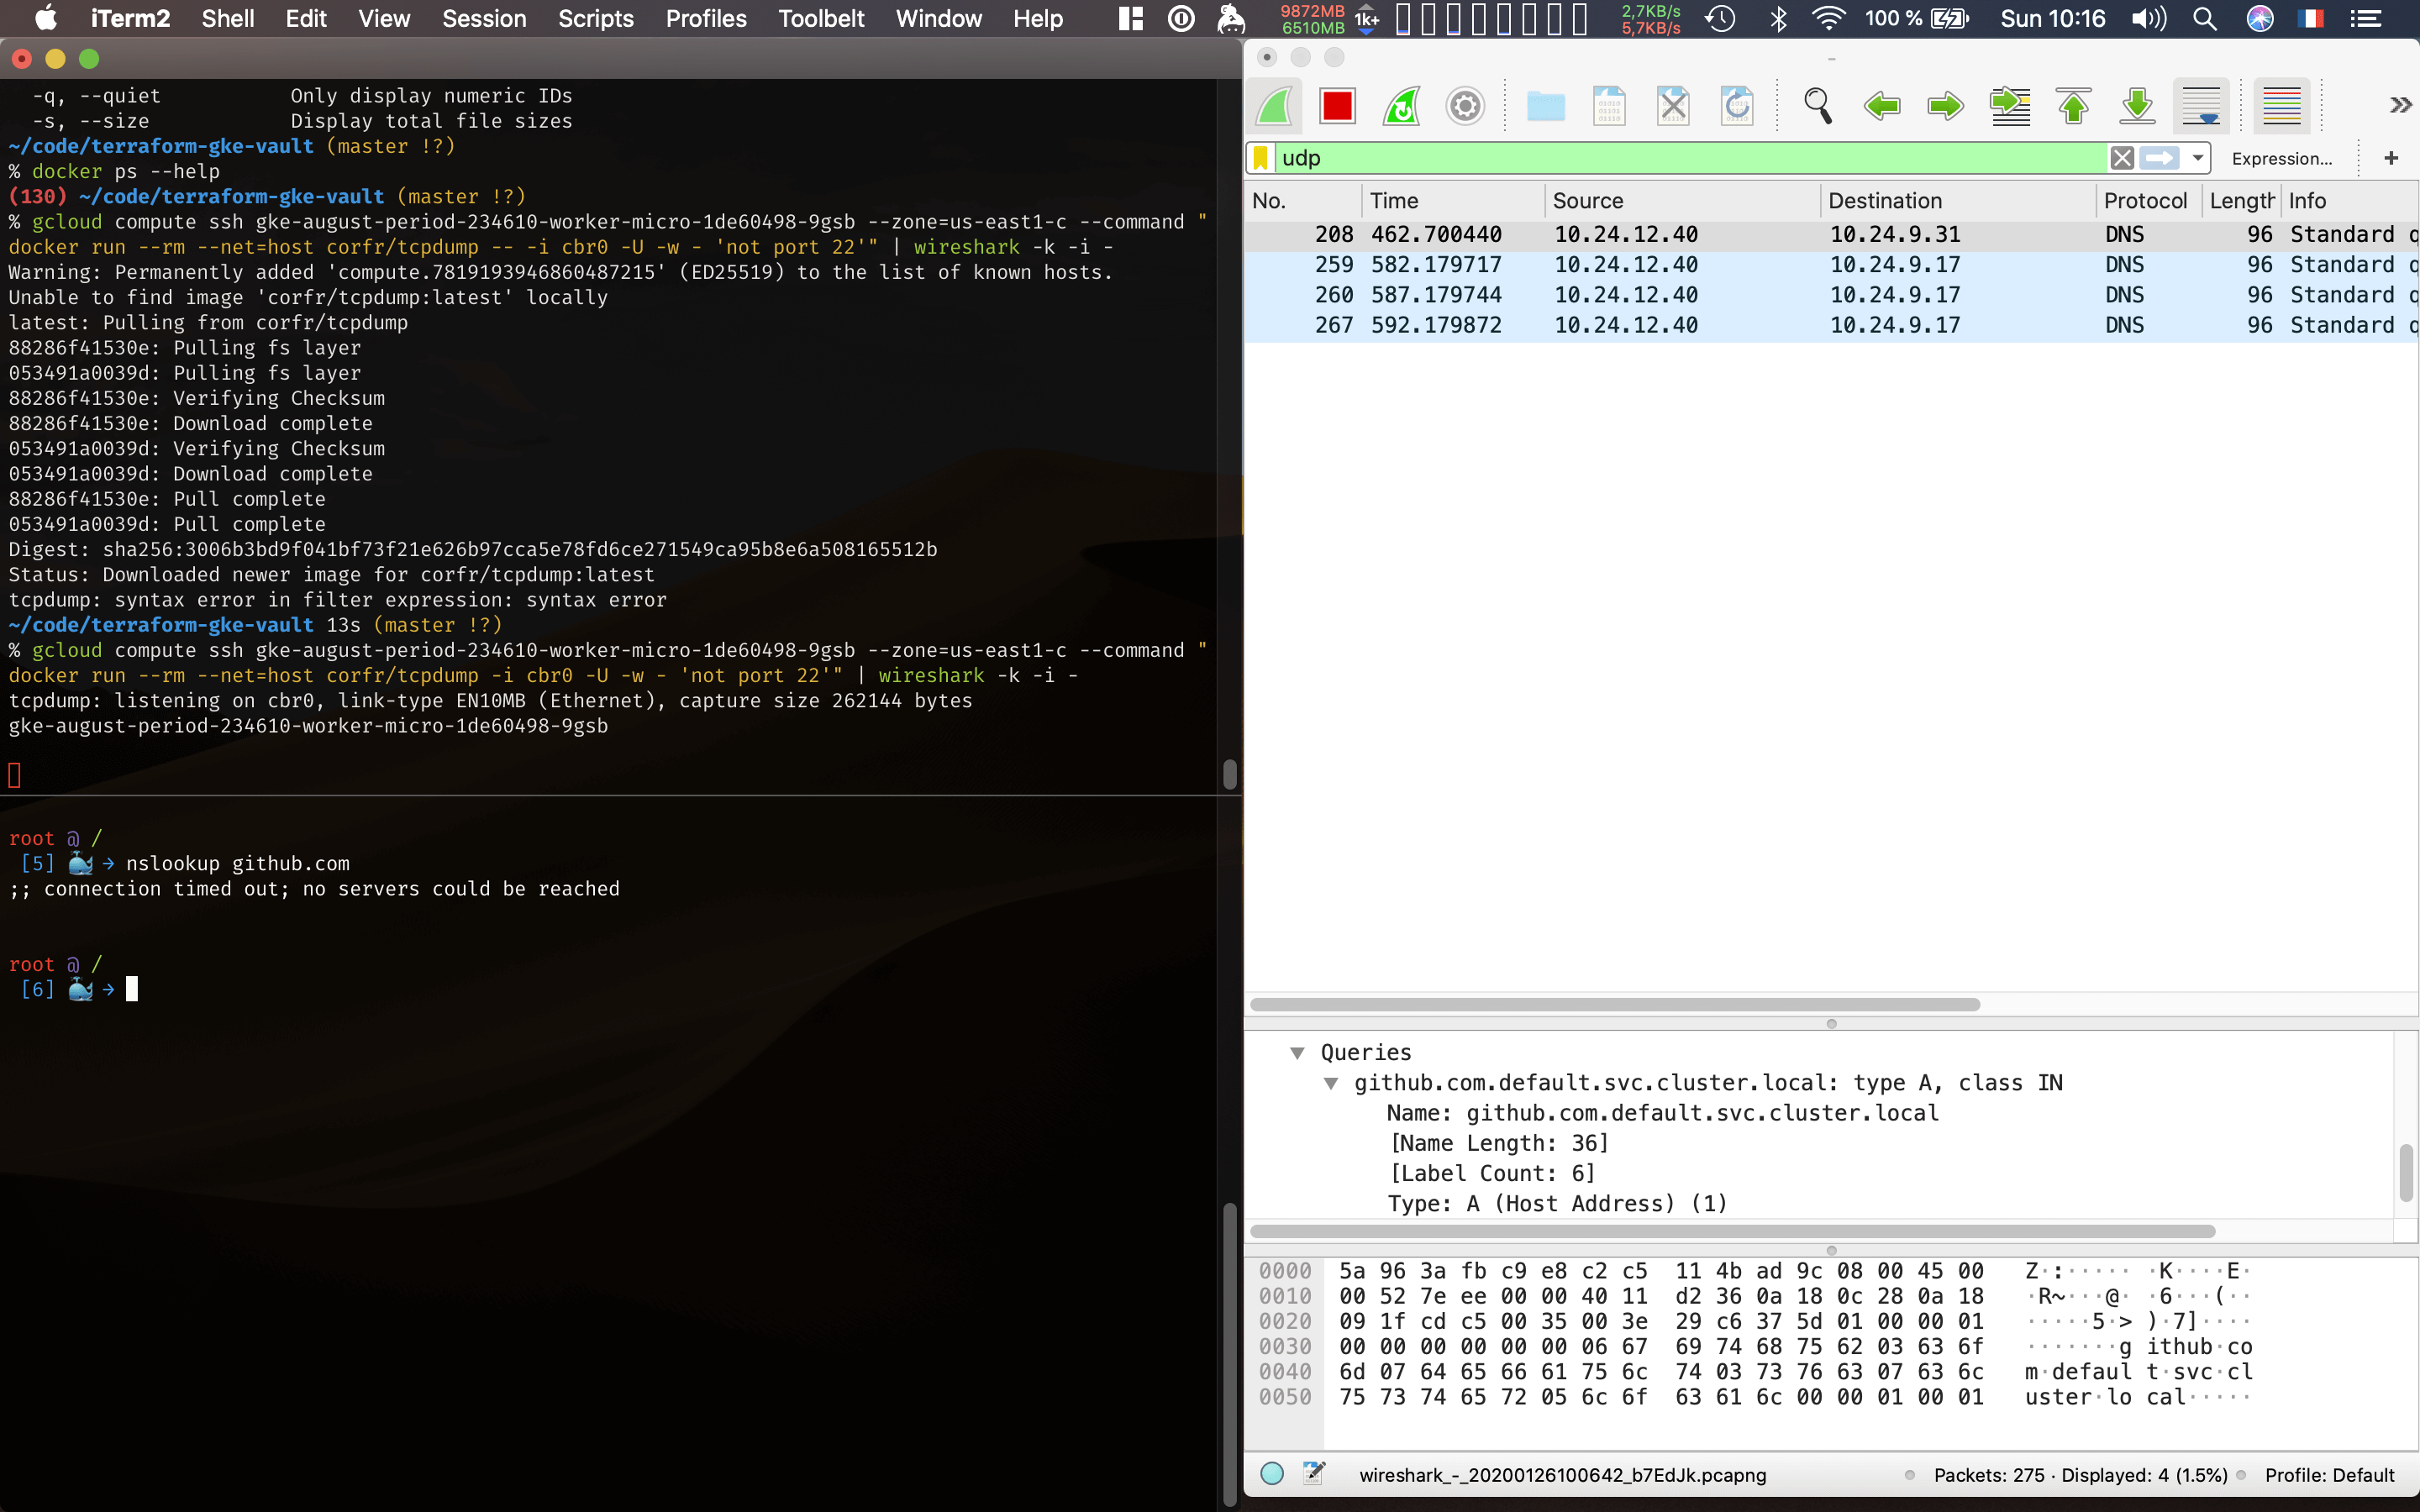 iTerm2 Shell Edit View Session Scripts Profiles Toolbelt Window Help 9872MB 6510MB 1k+ 2,7KB/s 5,7KB/s 100 % Sun 10:16
-q, --quiet Only display numeric IDs
-s, --size Display total file sizes
~/code/terraform-gke-vault (master !?)
% docker ps --help
(130) ~/code/terraform-gke-vault (master !?)
% gcloud compute ssh gke-august-period-234610-worker-micro-1de60498-9gsb --zone=us-east1-c --command "
docker run --rm --net=host corfr/tcpdump -- -i cbr0 -U -w - 'not port 22'" | wireshark -k -i -
Warning: Permanently added 'compute.7819193946860487215' (ED25519) to the list of known hosts.
Unable to find image 'corfr/tcpdump:latest' locally
latest: Pulling from corfr/tcpdump
88286f41530e: Pulling fs layer
053491a0039d: Pulling fs layer
88286f41530e: Verifying Checksum
88286f41530e: Download complete
053491a0039d: Verifying Checksum
053491a0039d: Download complete
88286f41530e: Pull complete
053491a0039d: Pull complete
Digest: sha256:3006b3bd9f041bf73f21e626b97cca5e78fd6ce271549ca95b8e6a508165512b
Status: Downloaded newer image for corfr/tcpdump:latest
tcpdump: syntax error in filter expression: syntax error
~/code/terraform-gke-vault 13s (master !?)
% gcloud compute ssh gke-august-period-234610-worker-micro-1de60498-9gsb --zone=us-east1-c --command "
docker run --rm --net=host corfr/tcpdump -i cbr0 -U -w - 'not port 22'" | wireshark -k -i -
tcpdump: listening on cbr0, link-type EN10MB (Ethernet), capture size 262144 bytes
gke-august-period-234610-worker-micro-1de60498-9gsb
root @ /
[5] 🐳 → nslookup github.com
;; connection timed out; no servers could be reached
root @ /
[6] 🐳 →
udp Expression... +
No. Time Source Destination Protocol Length Info
208 462.700440 10.24.12.40 10.24.9.31 DNS 96 Standard q
259 582.179717 10.24.12.40 10.24.9.17 DNS 96 Standard q
260 587.179744 10.24.12.40 10.24.9.17 DNS 96 Standard q
267 592.179872 10.24.12.40 10.24.9.17 DNS 96 Standard q
Queries
github.com.default.svc.cluster.local: type A, class IN
Name: github.com.default.svc.cluster.local
[Name Length: 36]
[Label Count: 6]
Type: A (Host Address) (1)
0000 5a 96 3a fb c9 e8 c2 c5 11 4b ad 9c 08 00 45 00 Z·:····· ·K····E·
0010 00 52 7e ee 00 00 40 11 d2 36 0a 18 0c 28 0a 18 ·R~···@· ·6···(··
0020 09 1f cd c5 00 35 00 3e 29 c6 37 5d 01 00 00 01 ·····5·> )·7]····
0030 00 00 00 00 00 00 06 67 69 74 68 75 62 03 63 6f ·······g ithub·co
0040 6d 07 64 65 66 61 75 6c 74 03 73 76 63 07 63 6c m·defaul t·svc·cl
0050 75 73 74 65 72 05 6c 6f 63 61 6c 00 00 01 00 01 uster·lo cal·····
wireshark_-_20200126100642_b7EdJk.pcapng Packets: 275 · Displayed: 4 (1.5%) Profile: Default